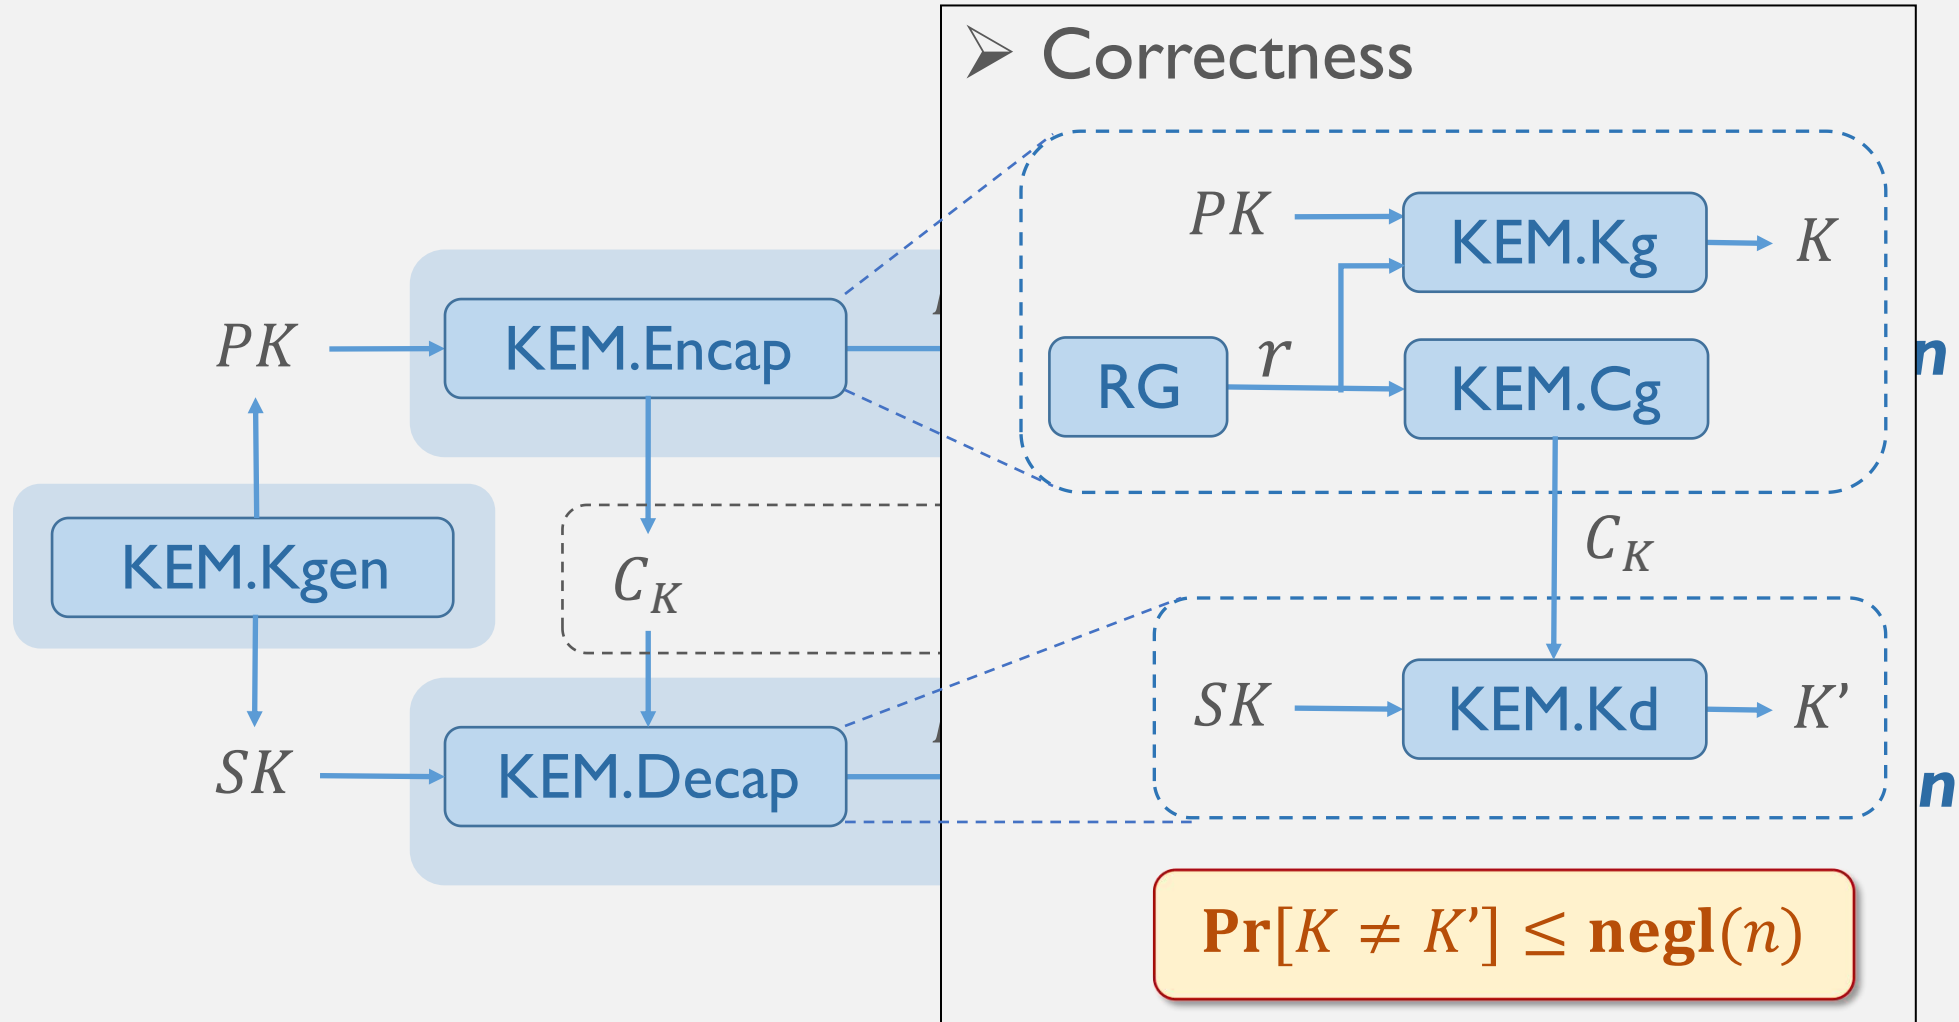 Correctness
PK
KEM.Kg
K
RG
r
KEM.Cg
C_K
SK
KEM.Kd
K’
Pr[K ≠ K’] ≤ negl(n)
PK
KEM.Encap
KEM.Kgen
C_K
SK
KEM.Decap
n
n